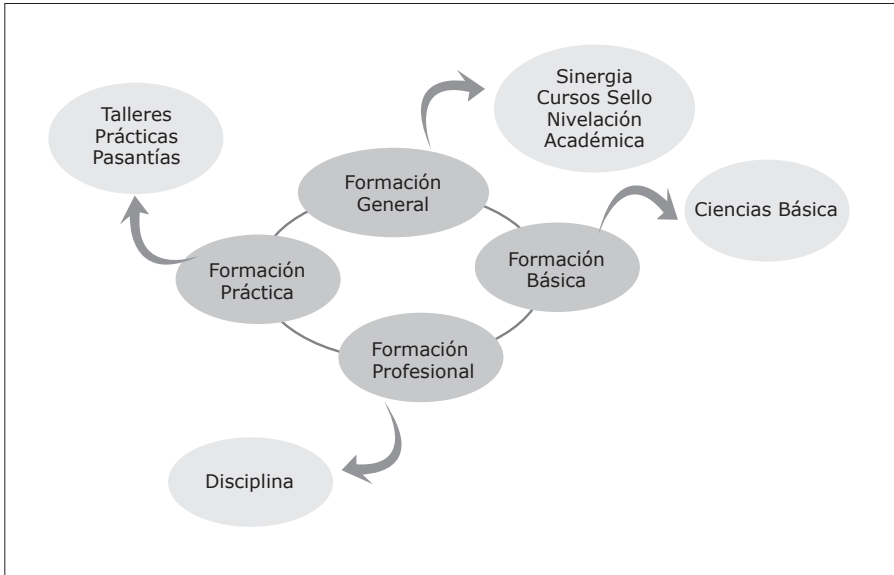 Sinergia
Cursos Sello
Nivelación
Académica
Talleres
Prácticas
Pasantías
Formación
General
Ciencias Básica
Formación
Práctica
Formación
Básica
Formación
Profesional
Disciplina